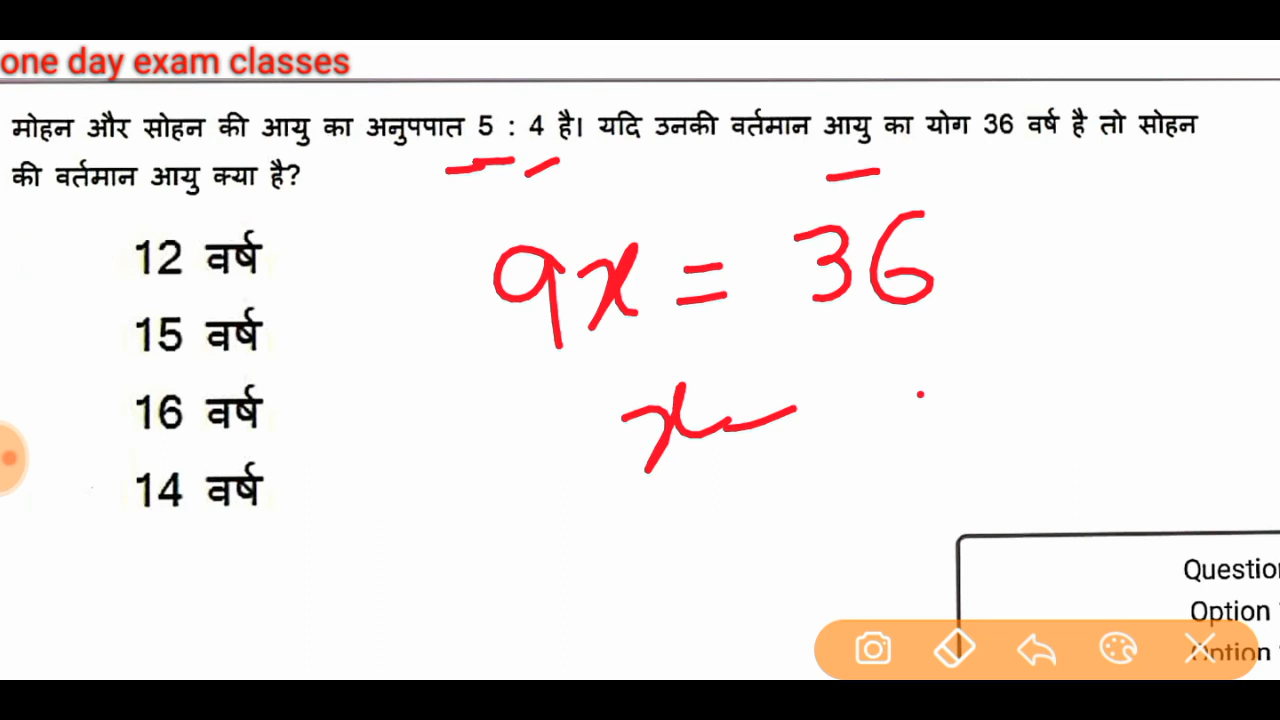 one day exam classes
मोहन और सोहन की आयु का अनुपपात 5 : 4 है। यदि उनकी वर्तमान आयु का योग 36 वर्ष है तो सोहन
की वर्तमान आयु क्या है?
12 वर्ष
9x = 36
15 वर्ष
16 वर्ष
x
14 वर्ष
Question
Option
Option